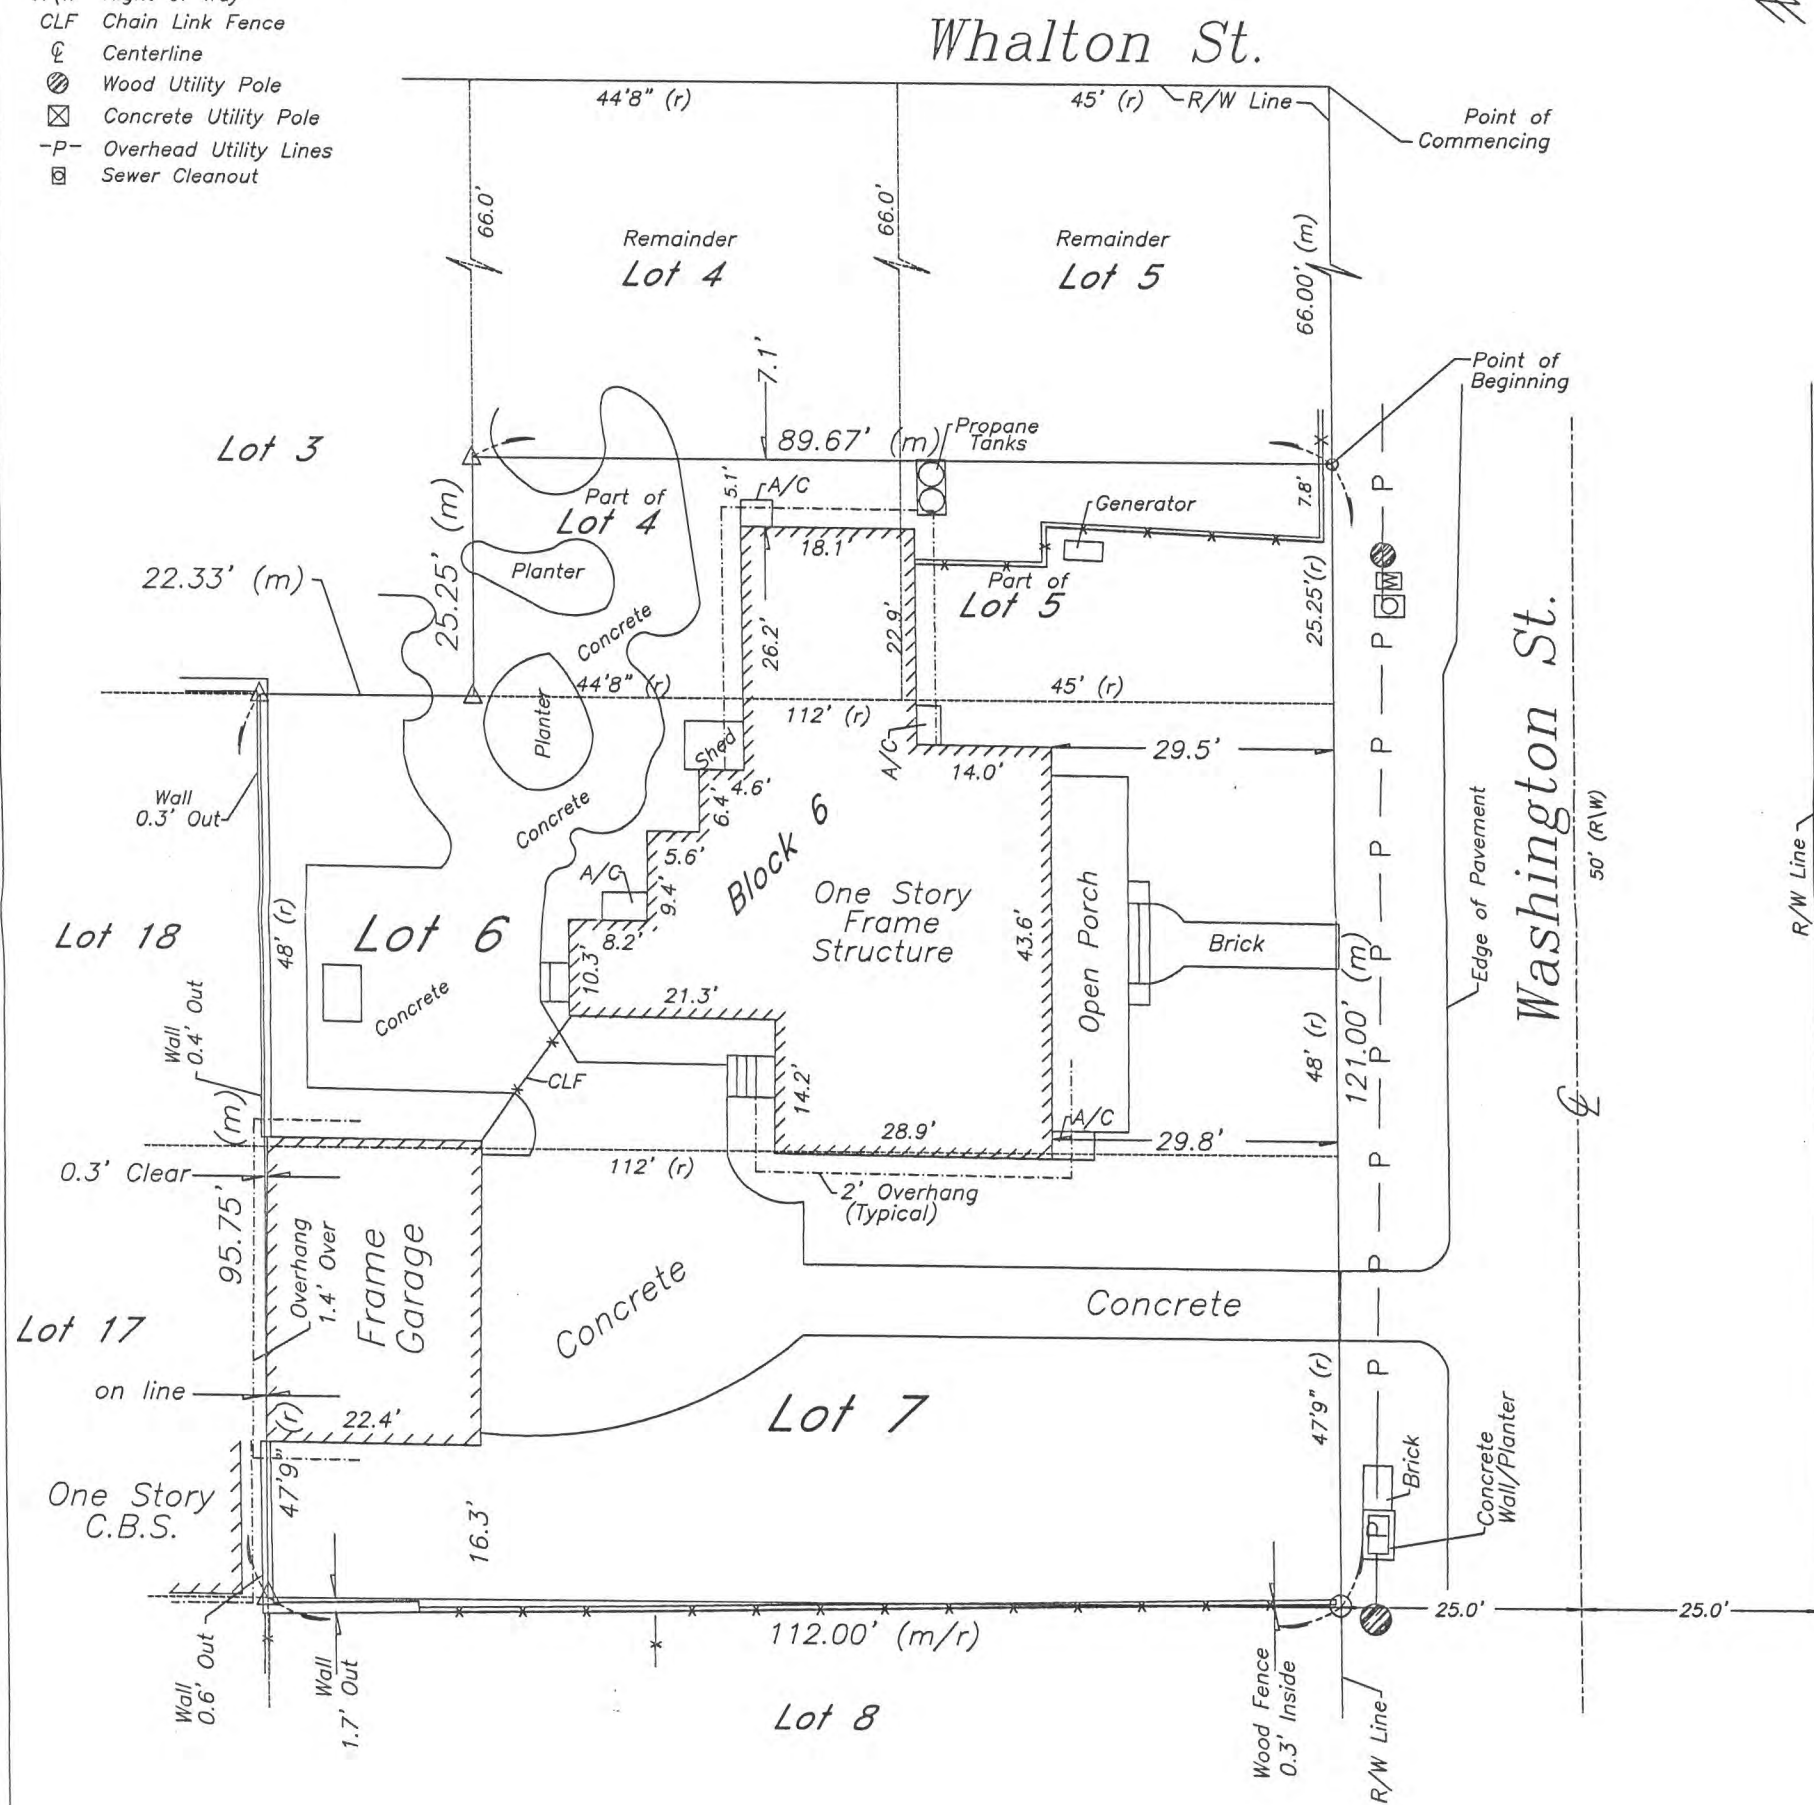 CLF Chain Link Fence
℄ Centerline
Wood Utility Pole
Concrete Utility Pole
-P- Overhead Utility Lines
Sewer Cleanout
Whalton St.
44'8" (r)
45' (r)
R/W Line
Point of
Commencing
66.0'
66.0'
66.00' (m)
Remainder
Lot 4
Remainder
Lot 5
7.1'
Point of
Beginning
Lot 3
89.67' (m)
Propane
Tanks
5.1'
A/C
Part of
Lot 4
Generator
7.8'
P
18.1'
25.25' (m)
22.33' (m)
Planter
Concrete
26.2'
22.9'
Part of
Lot 5
25.25'(r)
W
P
44'8" (r)
45' (r)
112' (r)
Planter
Shed
A/C
14.0'
29.5'
P
Wall
0.3' Out
Concrete
4.6'
6.4'
5.6'
Block 6
A/C
9.4'
P
Edge of Pavement
Washington St.
50' (R\W)
R/W Line
Lot 18
48' (r)
Lot 6
8.2'
10.3'
One Story
Frame
Structure
43.6'
Open Porch
Brick
P
Concrete
21.3'
Wall
0.4' Out
48' (r)
121.00' (m)
P
CLF
14.2'
28.9'
A/C
29.8'
℄
112' (r)
P
0.3' Clear
95.75' (m)
2' Overhang
(Typical)
Overhang
1.4' Over
Frame
Garage
Concrete
Concrete
P
Lot 17
on line
22.4'
47'9" (r)
Lot 7
47'9" (r)
P
One Story
C.B.S.
16.3'
Brick
Concrete
Wall/Planter
P
25.0'
25.0'
112.00' (m/r)
Wall
0.6' Out
Wall
1.7' Out
Lot 8
Wood Fence
0.3' Inside
R/W Line